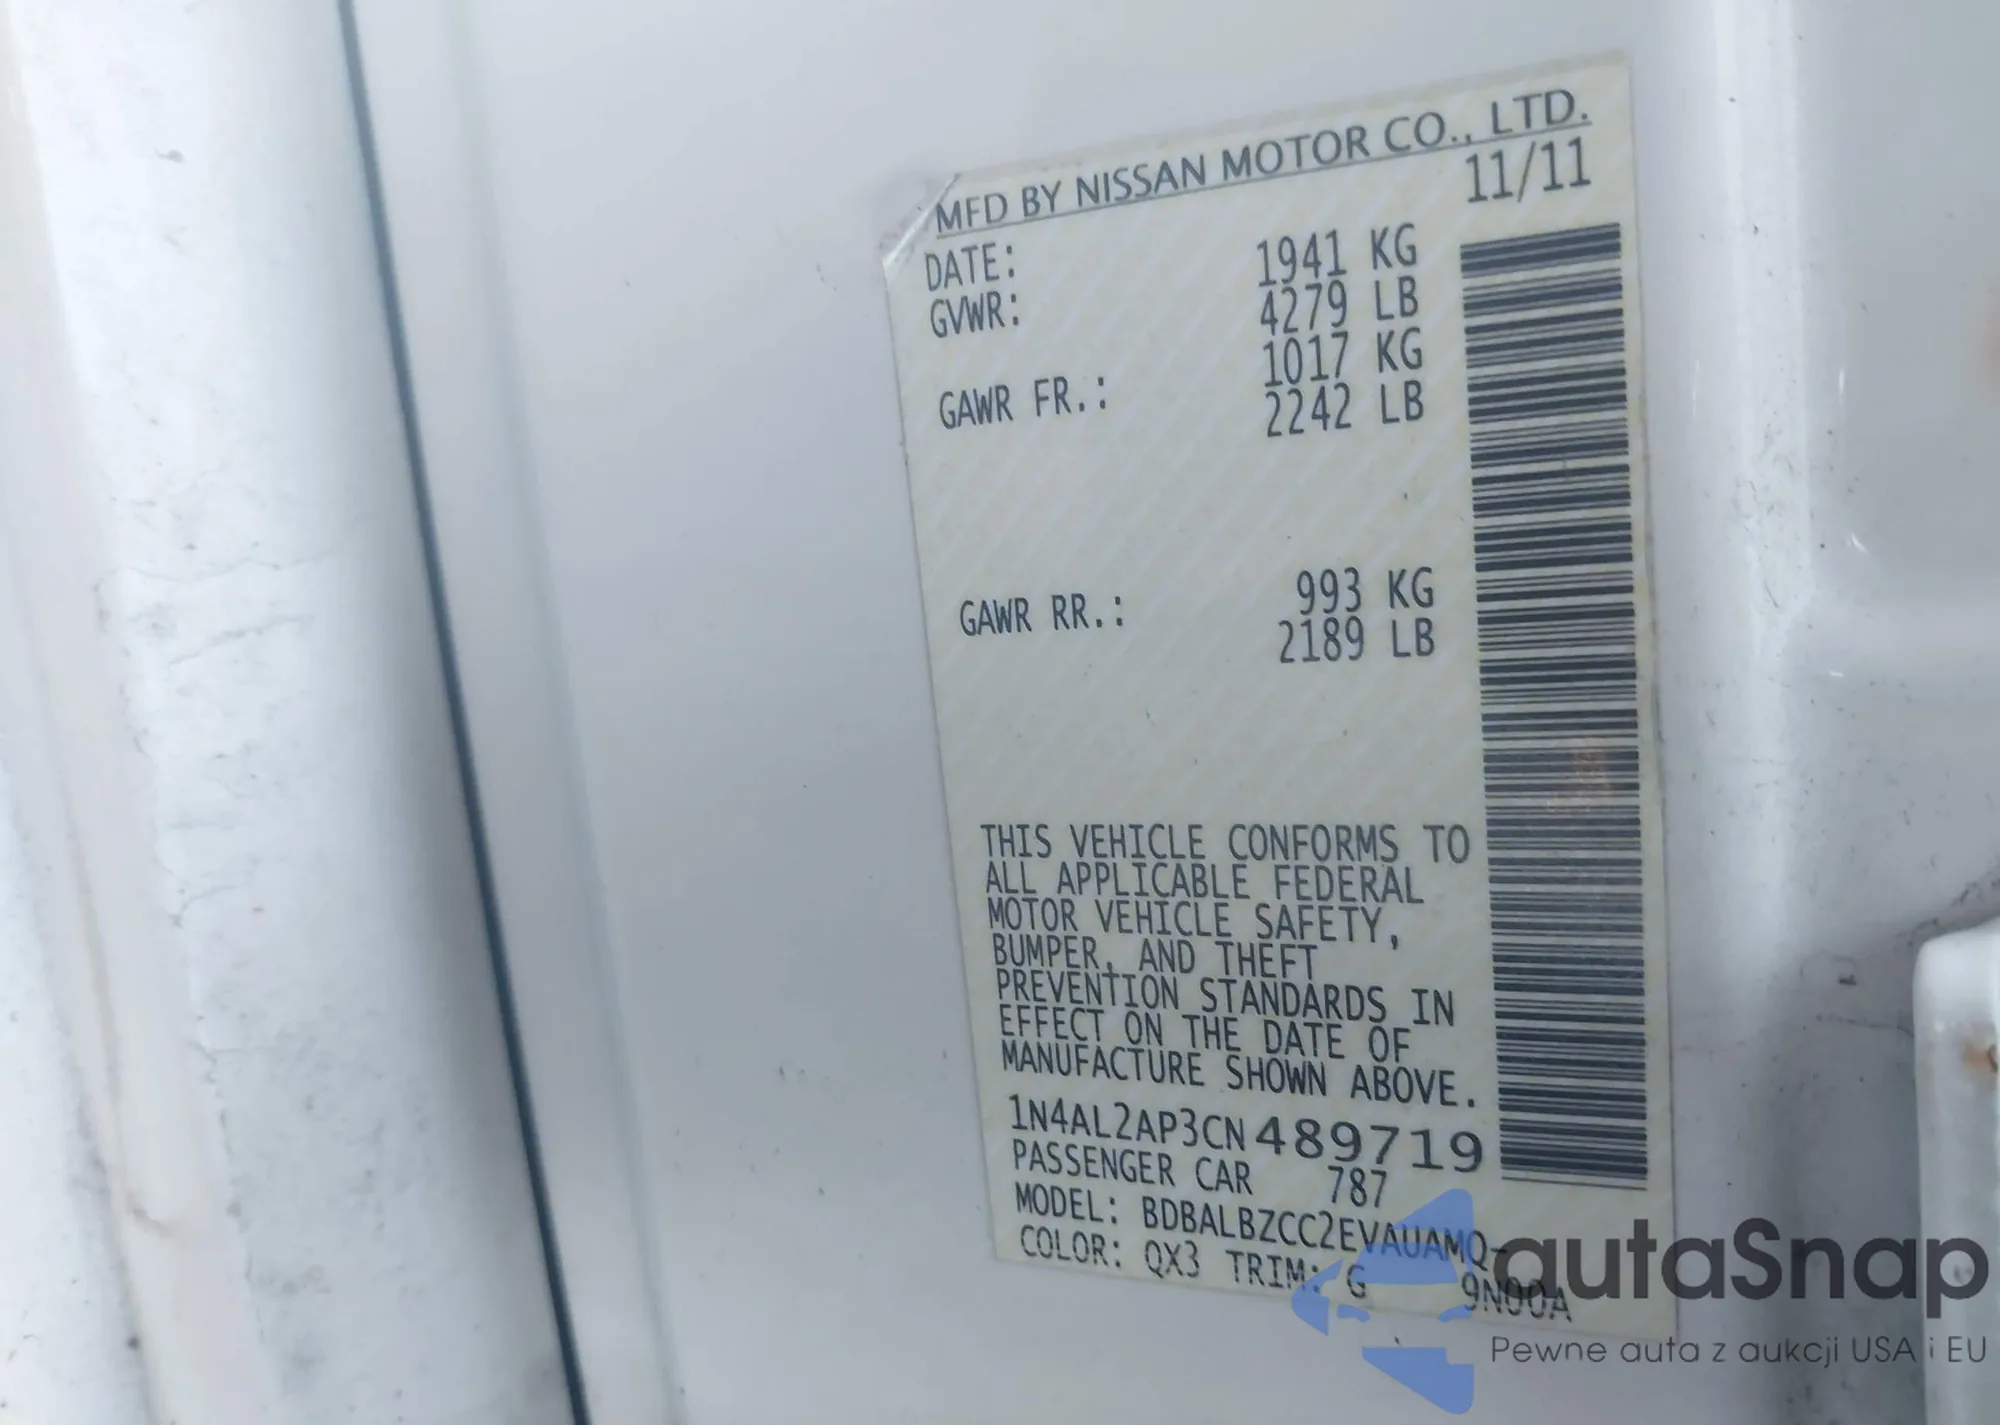 MFD BY NISSAN MOTOR CO., LTD.
DATE: 11/11
GVWR: 1941 KG
4279 LB
GAWR FR.: 1017 KG
2242 LB
GAWR RR.: 993 KG
2189 LB
THIS VEHICLE CONFORMS TO
ALL APPLICABLE FEDERAL
MOTOR VEHICLE SAFETY,
BUMPER, AND THEFT
PREVENTION STANDARDS IN
EFFECT ON THE DATE OF
MANUFACTURE SHOWN ABOVE.
1N4AL2AP3CN489719
PASSENGER CAR 787
MODEL: BDBALBZCC2EVAUAMQ-
COLOR: QX3 TRIM: G 9N00A
autaSnap
Pewne auta z aukcji USA i EU